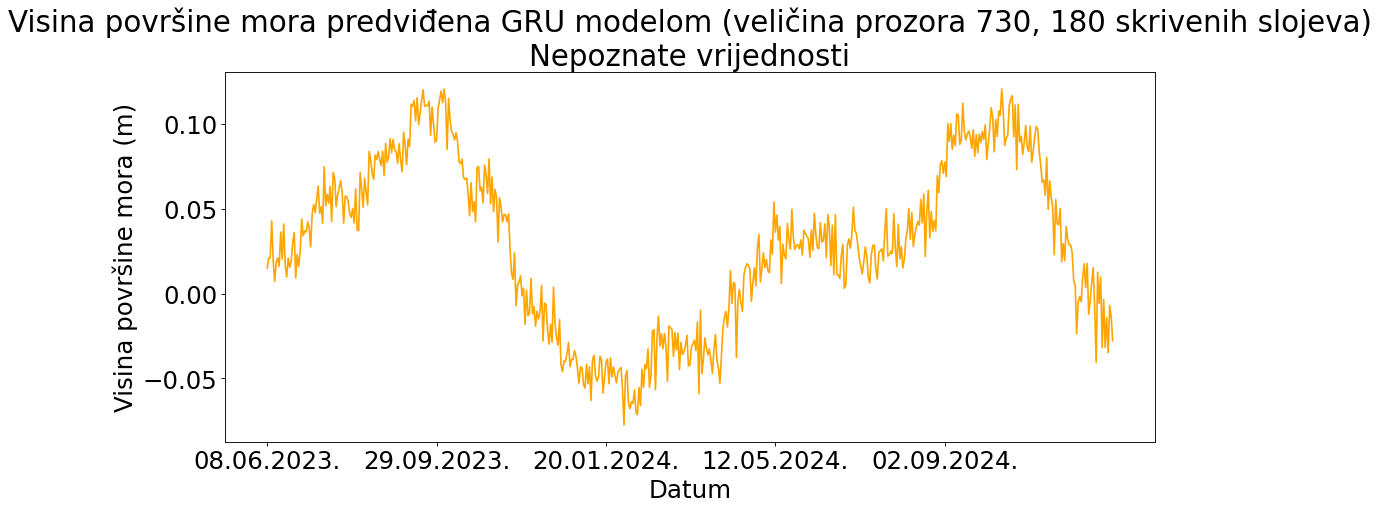 Visina površine mora predviđena GRU modelom (veličina prozora 730, 180 skrivenih slojeva)
Nepoznate vrijednosti
Visina površine mora (m)
0.10
0.05
0.00
−0.05
08.06.2023. 29.09.2023. 20.01.2024. 12.05.2024. 02.09.2024.
Datum